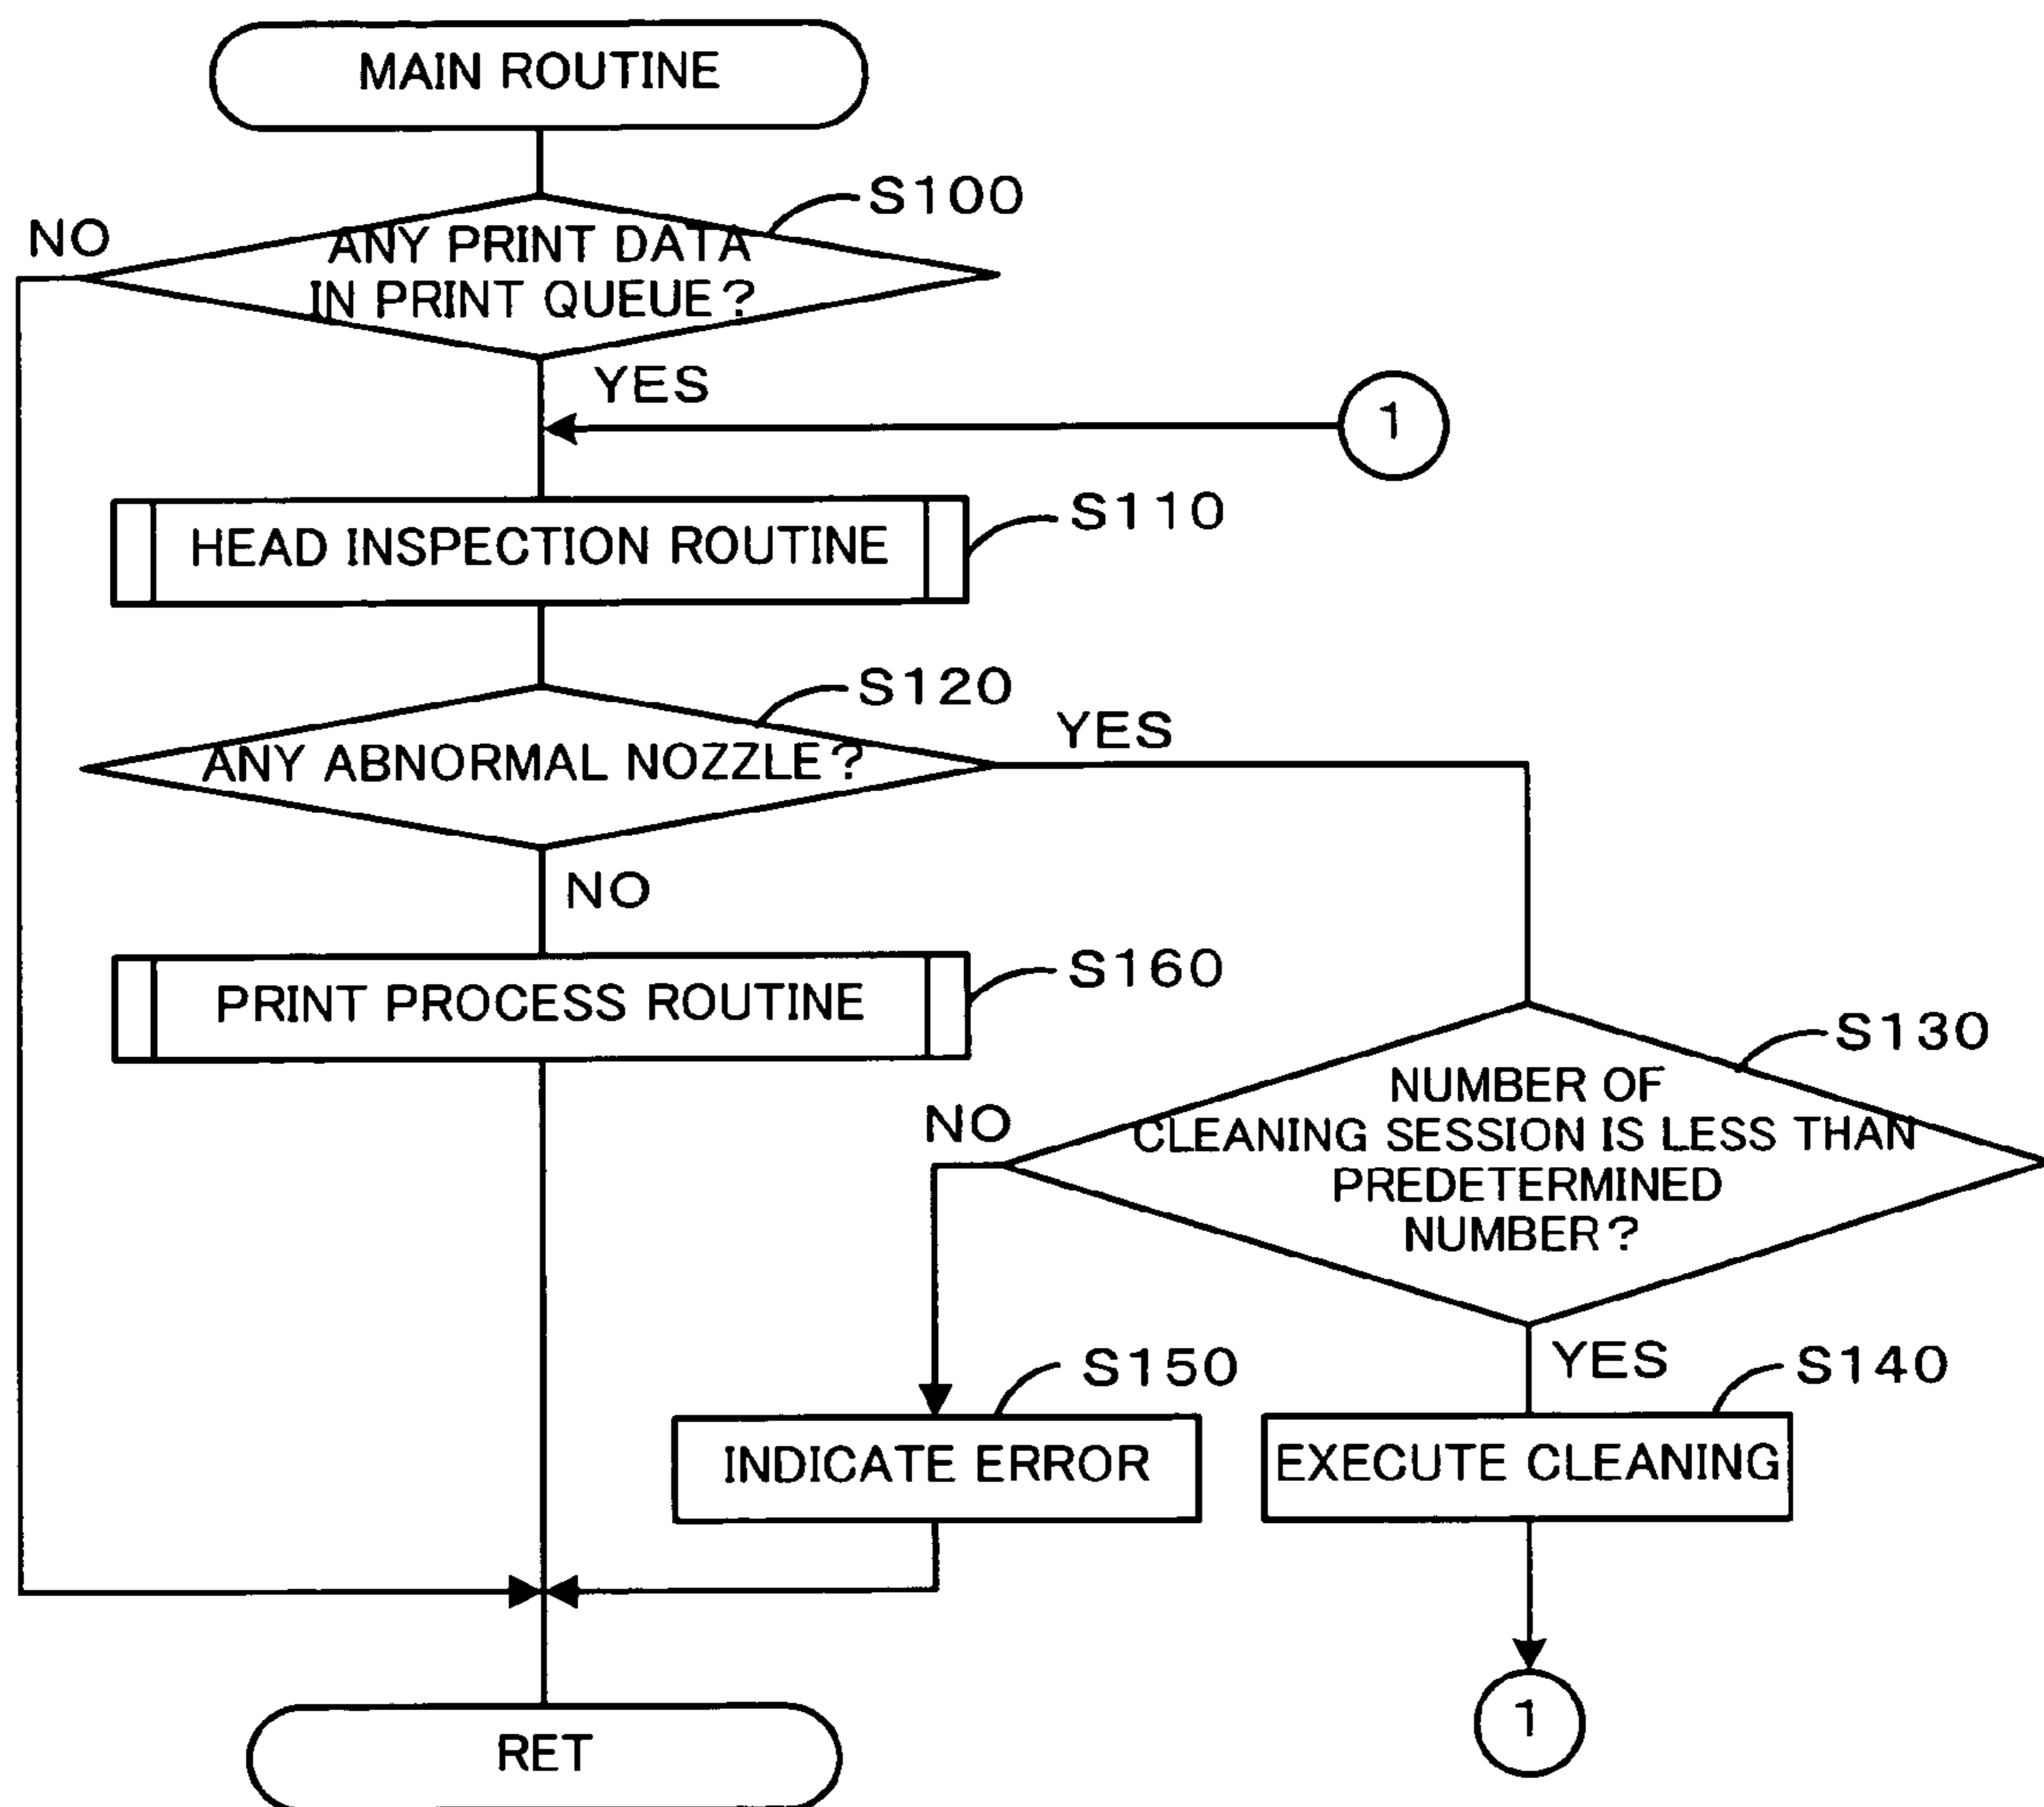 MAIN ROUTINE
S100
NO
ANY PRINT DATA
IN PRINT QUEUE?
YES
1
S110
HEAD INSPECTION ROUTINE
S120
YES
ANY ABNORMAL NOZZLE?
NO
S160
PRINT PROCESS ROUTINE
S130
NUMBER OF
NO
CLEANING SESSION IS LESS THAN
PREDETERMINED
NUMBER?
YES
S150
S140
INDICATE ERROR
EXECUTE CLEANING
1
RET